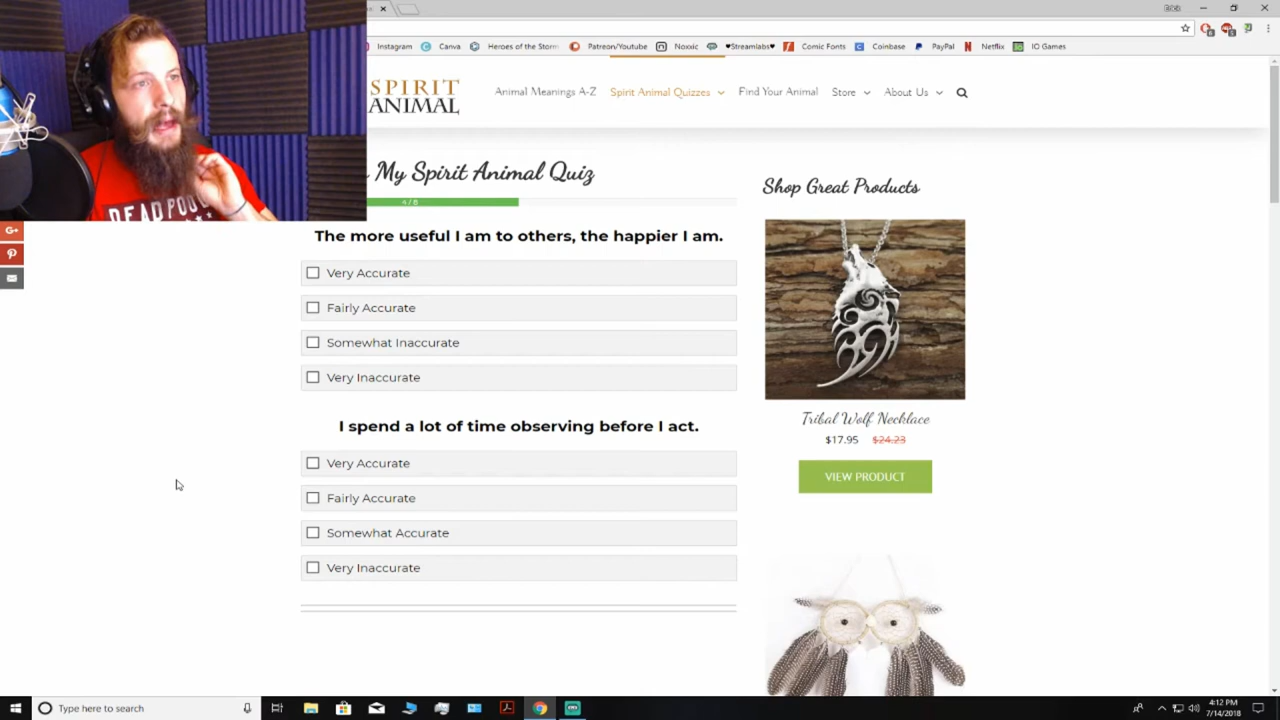 Instagram Canva Heroes of the Storm Patreon/Youtube Noxxic ♥Streamlabs♥ Comic Fonts Coinbase PayPal Netflix IO Games
SPIRIT
ANIMAL
Animal Meanings A-Z Spirit Animal Quizzes Find Your Animal Store About Us
DEADPOO
My Spirit Animal Quiz
4 / 8
The more useful I am to others, the happier I am.
Very Accurate
Fairly Accurate
Somewhat Inaccurate
Very Inaccurate
I spend a lot of time observing before I act.
Very Accurate
Fairly Accurate
Somewhat Accurate
Very Inaccurate
Shop Great Products
Tribal Wolf Necklace
$17.95 $24.23
VIEW PRODUCT
G+
Type here to search
4:12 PM
7/14/2018